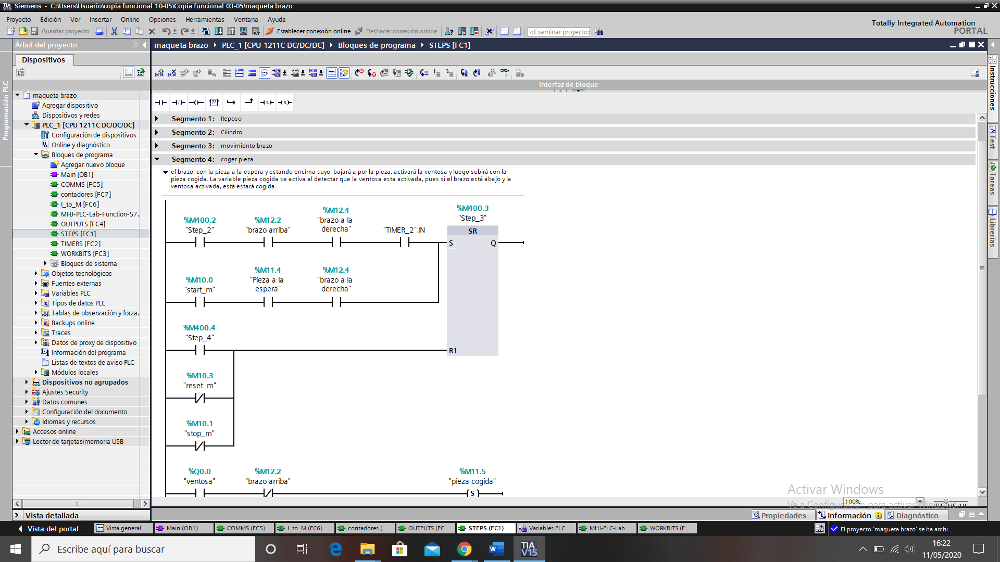 Siemens - C:\Users\Usuario\copia funcional 10-05\Copia funcional 03-05\maqueta brazo
Proyecto Edición Ver Insertar Online Opciones Herramientas Ventana Ayuda
Totally Integrated Automation
PORTAL
Guardar proyecto
Establecer conexión online
Deshacer conexión online
<Examinar proyecto>
Árbol del proyecto
maqueta brazo PLC_1 [CPU 1211C DC/DC/DC] Bloques de programa STEPS [FC1]
Dispositivos
Programación PLC
Interfaz de bloque
maqueta brazo
Agregar dispositivo
Dispositivos y redes
PLC_1 [CPU 1211C DC/DC/DC]
Configuración de dispositivos
Online y diagnóstico
Bloques de programa
Agregar nuevo bloque
Main [OB1]
COMMS [FC5]
contadores [FC7]
I_to_M [FC6]
MHJ-PLC-Lab-Function-S7..
OUTPUTS [FC4]
STEPS [FC1]
TIMERS [FC2]
WORKBITS [FC3]
Bloques de sistema
Objetos tecnológicos
Fuentes externas
Variables PLC
Tipos de datos PLC
Tablas de observación y forza..
Backups online
Traces
Datos de proxy de dispositivo
Información del programa
Listas de textos de aviso PLC
Módulos locales
Dispositivos no agrupados
Ajustes Security
Datos comunes
Configuración del documento
Idiomas y recursos
Accesos online
Lector de tarjetas/memoria USB
Vista detallada
Segmento 1: Reposo
Segmento 2: Cilindro
Segmento 3: movimiento brazo
Segmento 4: coger pieza
el brazo, con la pieza a la espera y estando encima suyo, bajará a por la pieza, activará la ventosa y luego subirá con la
pieza cogida. La variable pieza cogida se activa al detectar que la ventosa esta activada, pues si el brazo está abajo y la
ventosa activada, está estará cogida.
%M400.2
"Step_2"
%M12.2
"brazo arriba"
%M12.4
"brazo a la
derecha"
"TIMER_2".IN
%M400.3
"Step_3"
SR
S
Q
%M10.0
"start_m"
%M11.4
"Pieza a la
espera"
%M12.4
"brazo a la
derecha"
%M400.4
"Step_4"
R1
%M10.3
"reset_m"
%M10.1
"stop_m"
%Q0.0
"ventosa"
%M12.2
"brazo arriba"
%M11.5
"pieza cogida"
S
Instrucciones
Test
Tareas
Librerías
Activar Windows
Ve a Configuración para activar Windows.
100%
Propiedades
Información
Diagnóstico
Vista del portal
Vista general
Main (OB1)
COMMS (FC5)
I_to_M (FC6)
contadores (...
OUTPUTS (FC...
STEPS (FC1)
Variables PLC
MHJ-PLC-Lab...
WORKBITS (F...
El proyecto 'maqueta brazo' se ha archi...
Escribe aquí para buscar
TIA
V15
16:22
11/05/2020